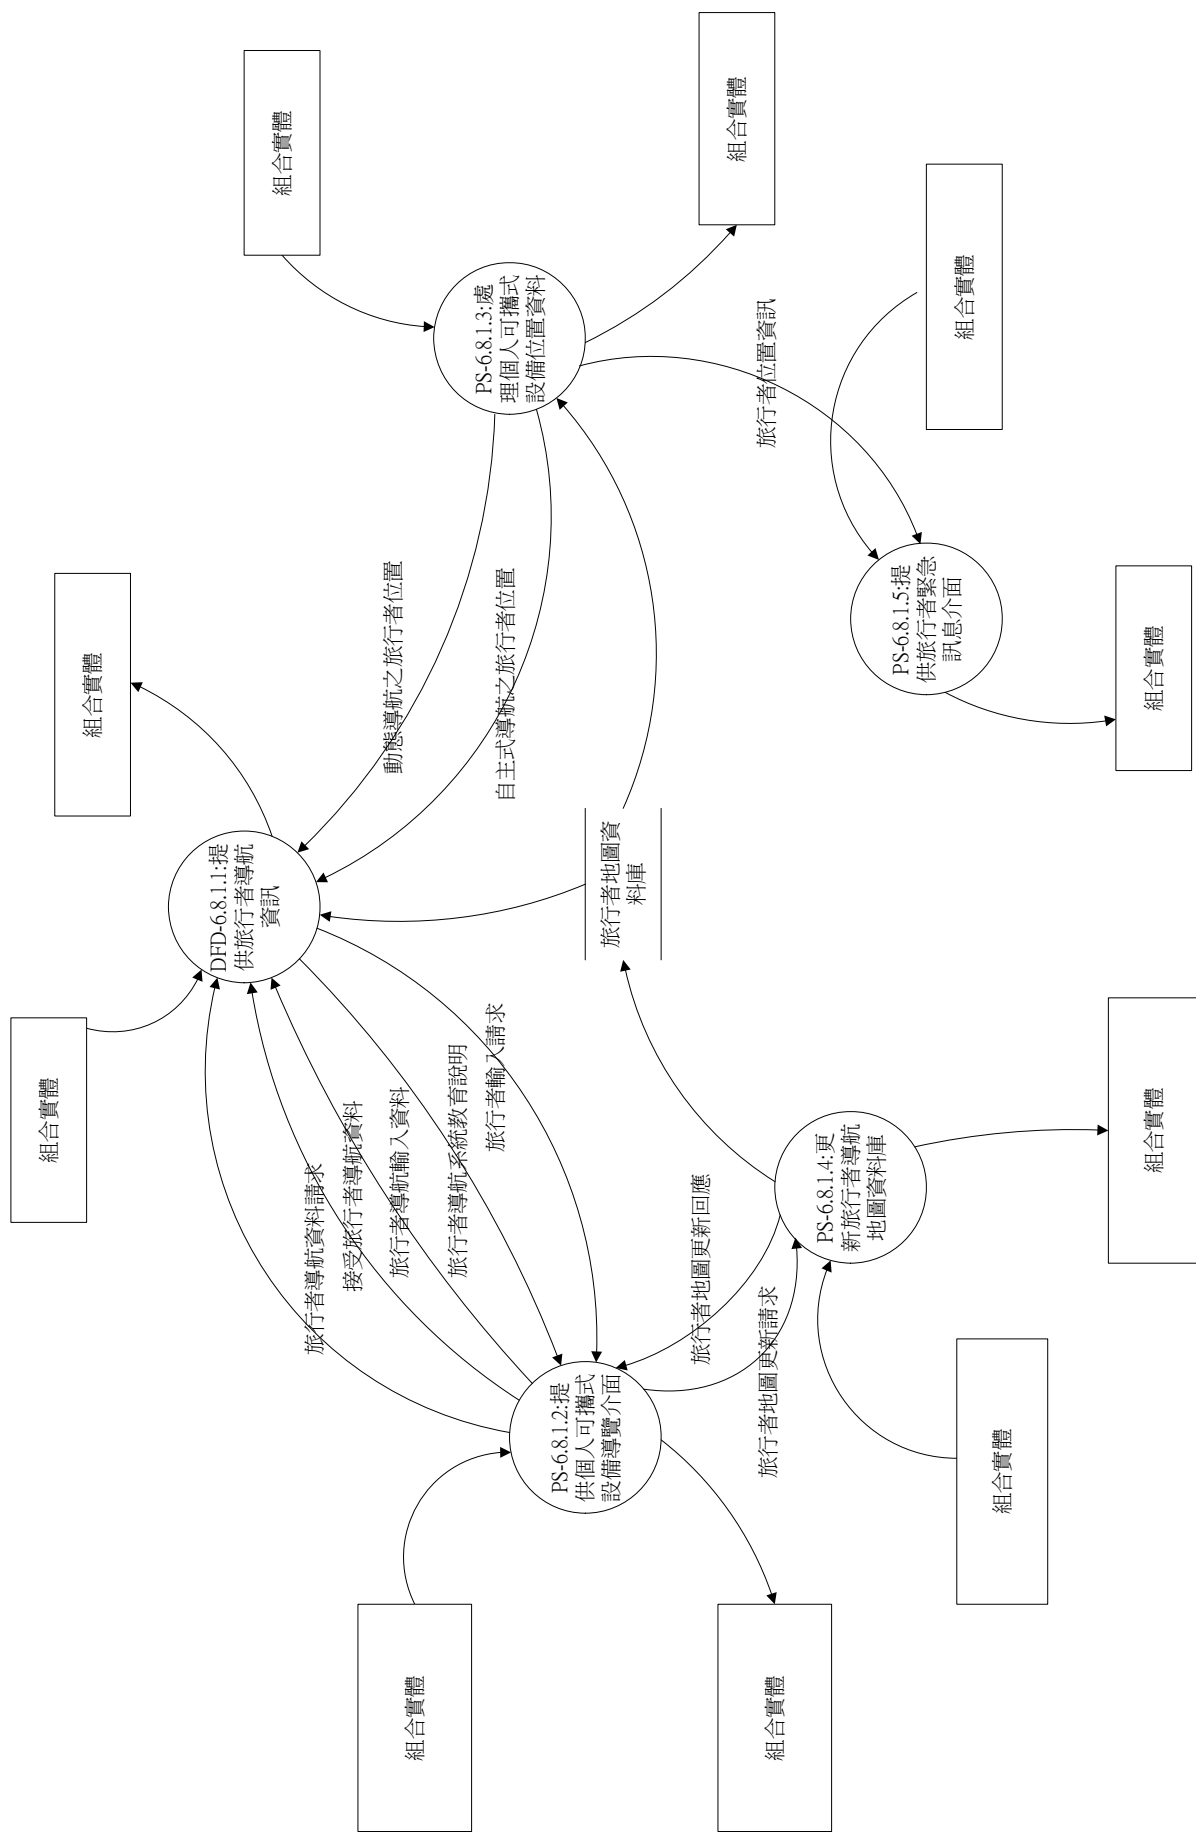 組合實體
組合實體
組合實體
組合實體
DFD-6.8.1.1:提
供旅行者導航
資訊
PS-6.8.1.3:處
理個人可攜式
設備位置資料
組合實體
旅行者導航資料請求
接受旅行者導航資料
旅行者導航輸入資料
旅行者導航系統教育說明
旅行者輸入請求
動態導航之旅行者位置
自主式導航之旅行者位置
PS-6.8.1.2:提
供個人可攜式
設備導覽介面
旅行者地圖資
料庫
組合實體
旅行者地圖更新回應
旅行者地圖更新請求
旅行者位置資訊
組合實體
PS-6.8.1.4:更
新旅行者導航
地圖資料庫
PS-6.8.1.5:提
供旅行者緊急
訊息介面
組合實體
組合實體
組合實體
組合實體